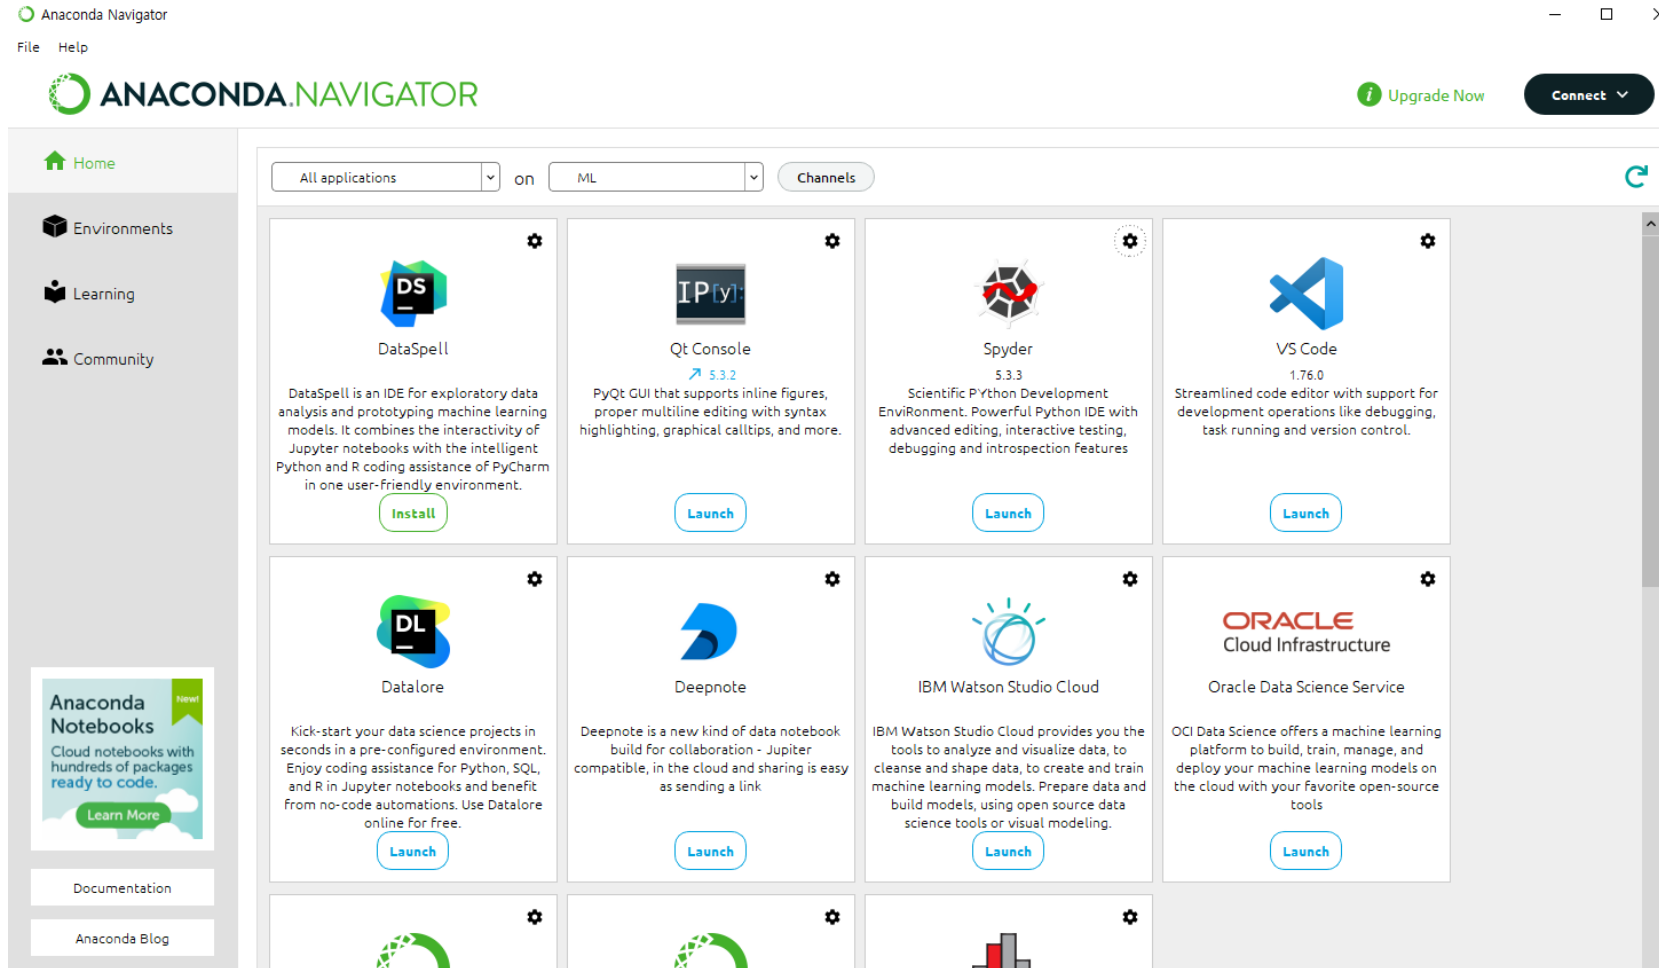 Anaconda Navigator
File Help
ANACONDA.NAVIGATOR
i Upgrade Now
Connect
Home
Environments
Learning
Community
All applications on ML Channels
DS
DataSpell
DataSpell is an IDE for exploratory data
analysis and prototyping machine learning
models. It combines the interactivity of
Jupyter notebooks with the intelligent
Python and R coding assistance of PyCharm
in one user-friendly environment.
Install
IP[y]:
Qt Console
5.3.2
PyQt GUI that supports inline figures,
proper multiline editing with syntax
highlighting, graphical calltips, and more.
Launch
Spyder
5.3.3
Scientific PYthon Development
EnviRonment. Powerful Python IDE with
advanced editing, interactive testing,
debugging and introspection features
Launch
VS Code
1.76.0
Streamlined code editor with support for
development operations like debugging,
task running and version control.
Launch
DL
Datalore
Kick-start your data science projects in
seconds in a pre-configured environment.
Enjoy coding assistance for Python, SQL,
and R in Jupyter notebooks and benefit
from no-code automations. Use Datalore
online for free.
Launch
Deepnote
Deepnote is a new kind of data notebook
build for collaboration - Jupiter
compatible, in the cloud and sharing is easy
as sending a link
Launch
IBM Watson Studio Cloud
IBM Watson Studio Cloud provides you the
tools to analyze and visualize data, to
cleanse and shape data, to create and train
machine learning models. Prepare data and
build models, using open source data
science tools or visual modeling.
Launch
ORACLE
Cloud Infrastructure
Oracle Data Science Service
OCI Data Science offers a machine learning
platform to build, train, manage, and
deploy your machine learning models on
the cloud with your favorite open-source
tools
Launch
Anaconda
Notebooks
New!
Cloud notebooks with
hundreds of packages
ready to code.
Learn More
Documentation
Anaconda Blog